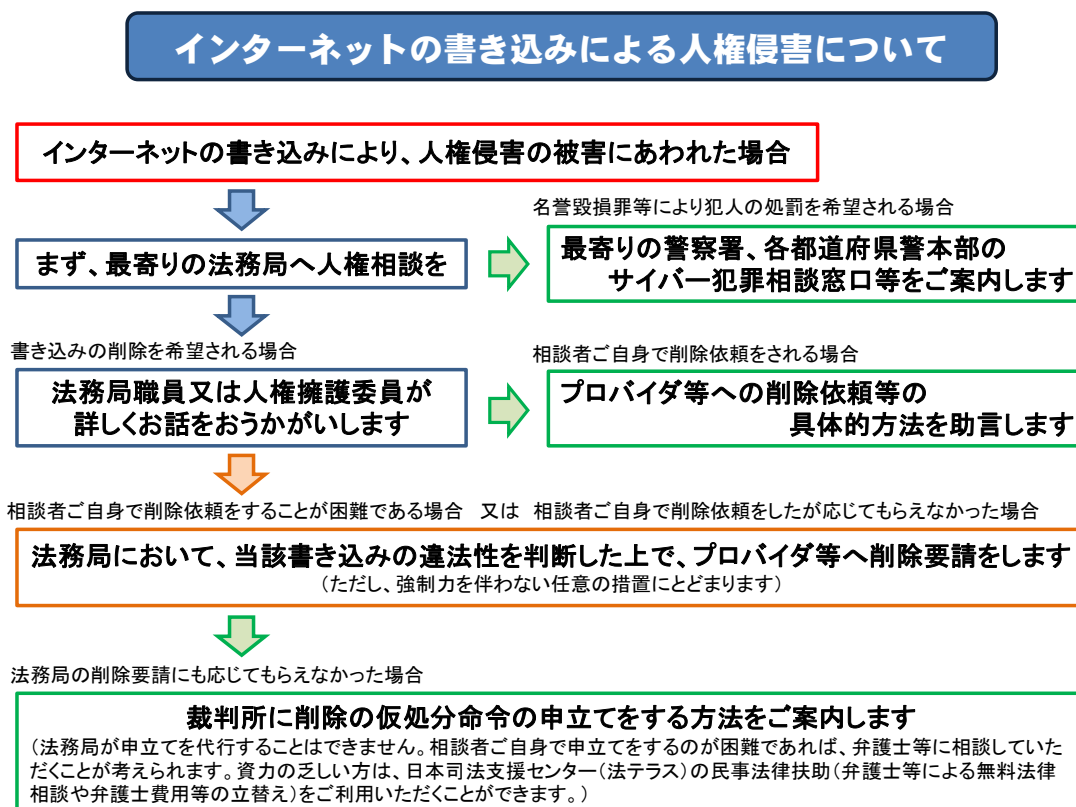 インターネットの書き込みによる人権侵害について
インターネットの書き込みにより、人権侵害の被害にあわれた場合
名誉毀損罪等により犯人の処罰を希望される場合
まず、最寄りの法務局へ人権相談を
最寄りの警察署、各都道府県警本部の
サイバー犯罪相談窓口等をご案内します
書き込みの削除を希望される場合
相談者ご自身で削除依頼をされる場合
法務局職員又は人権擁護委員が
詳しくお話をおうかがいします
プロバイダ等への削除依頼等の
具体的方法を助言します
相談者ご自身で削除依頼をすることが困難である場合　又は　相談者ご自身で削除依頼をしたが応じてもらえなかった場合
法務局において、当該書き込みの違法性を判断した上で、プロバイダ等へ削除要請をします
（ただし、強制力を伴わない任意の措置にとどまります）
法務局の削除要請にも応じてもらえなかった場合
裁判所に削除の仮処分命令の申立てをする方法をご案内します
（法務局が申立てを代行することはできません。相談者ご自身で申立てをするのが困難であれば、弁護士等に相談していた
だくことが考えられます。資力の乏しい方は、日本司法支援センター（法テラス）の民事法律扶助（弁護士等による無料法律
相談や弁護士費用等の立替え）をご利用いただくことができます。）